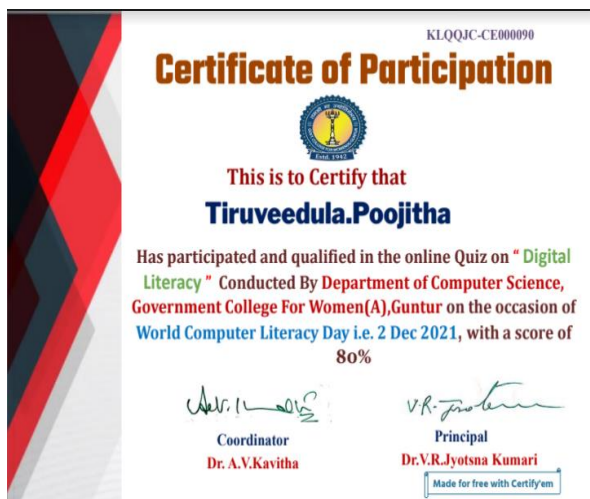 KLQQJC-CE000090
Certificate of Participation
Estd. 1942
This is to Certify that
Tiruveedula.Poojitha
Has participated and qualified in the online Quiz on “ Digital
Literacy ” Conducted By Department of Computer Science,
Government College For Women(A),Guntur on the occasion of
World Computer Literacy Day i.e. 2 Dec 2021, with a score of
80%
V.R.
Coordinator
Principal
Dr. A.V.Kavitha
Dr.V.R.Jyotsna Kumari
Made for free with Certify'em